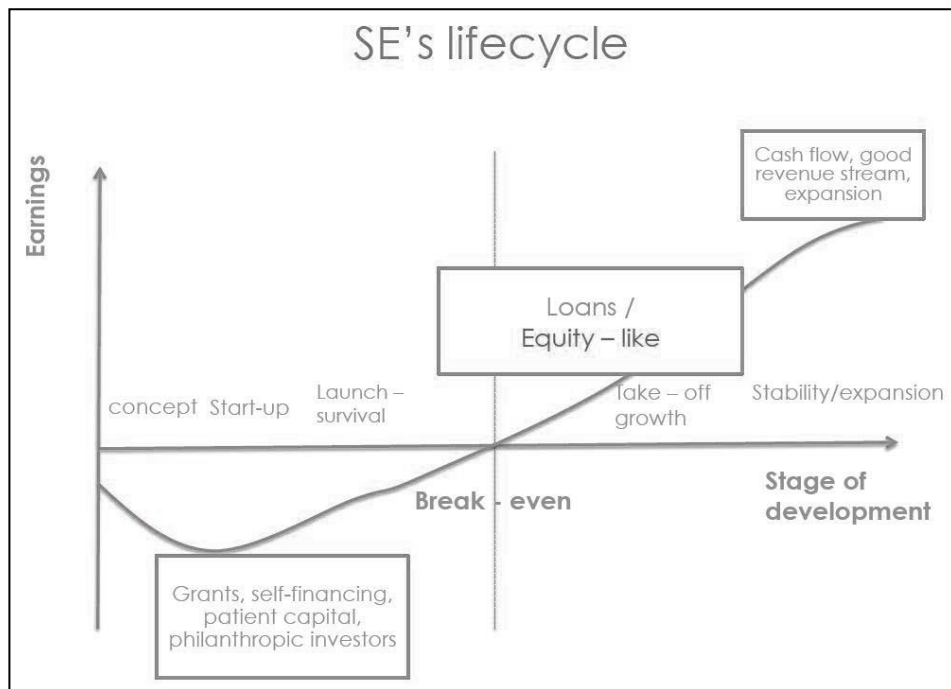 SE's lifecycle
Earnings
Cash flow, good
revenue stream,
expansion
Loans /
Equity – like
concept
Start-up
Launch –
survival
Take – off
growth
Stability/expansion
Break - even
Stage of
development
Grants, self-financing,
patient capital,
philanthropic investors